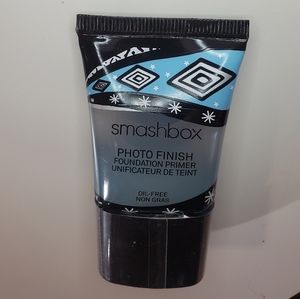 smashbox
PHOTO FINISH
FOUNDATION PRIMER
UNIFICATEUR DE TEINT
OIL-FREE
NON GRAS